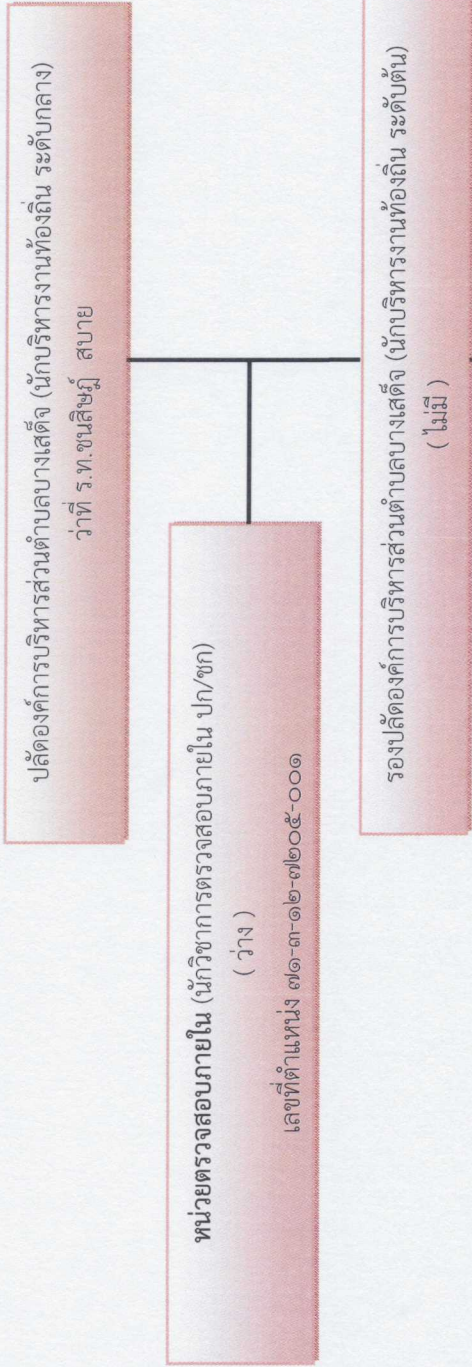 ปลัดองค์การบริหารส่วนตำบลบางเสด็จ (นักบริหารงานท้องถิ่น ระดับกลาง)
ว่าที่ ร.ท.ชนสิษฎ์ สบาย
หน่วยตรวจสอบภายใน (นักวิชาการตรวจสอบภายใน ปก/ชก)
( ว่าง )
เลขที่ตำแหน่ง ๗๑-๓-๑๒-๗๒๐๕-๐๐๑
รองปลัดองค์การบริหารส่วนตำบลบางเสด็จ (นักบริหารงานท้องถิ่น ระดับต้น)
( ไม่มี )